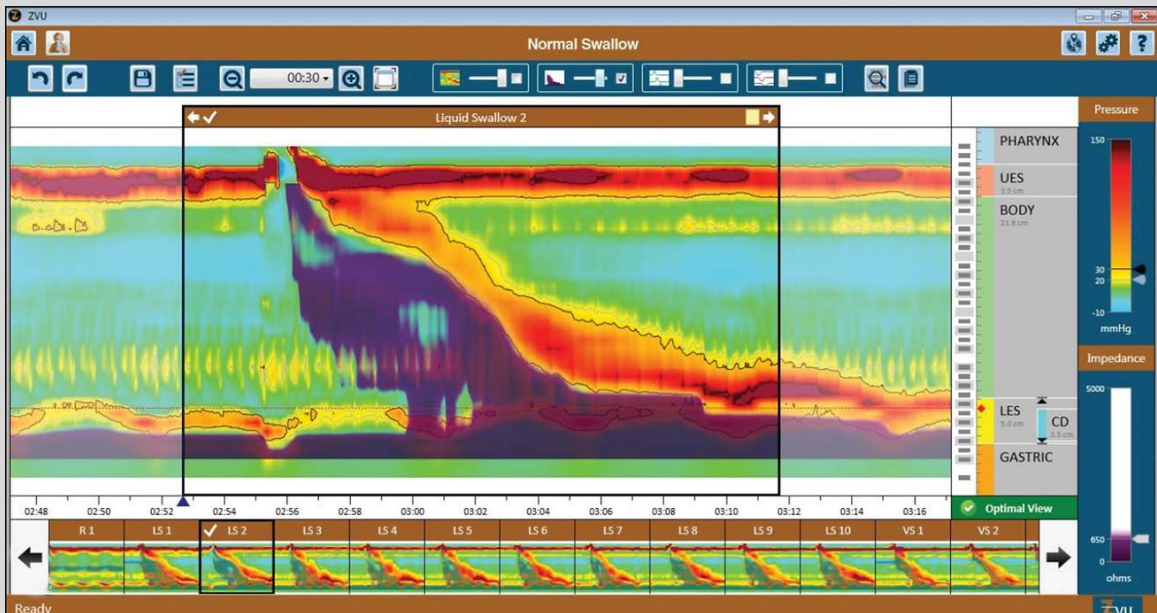 ZVU
Normal Swallow
?
00:30
Liquid Swallow 2
Pressure
150
30
20
-10
mmHg
PHARYNX
UES
3.5 cm
BODY
21.8 cm
LES
5.0 cm
CD
3.5 cm
GASTRIC
Impedance
5000
650
0
ohms
02:48 02:50 02:52 02:54 02:56 02:58 03:00 03:02 03:04 03:06 03:08 03:10 03:12 03:14 03:16
Optimal View
R 1 LS 1 LS 2 LS 3 LS 4 LS 5 LS 6 LS 7 LS 8 LS 9 LS 10 VS 1 VS 2
Ready
ZVU